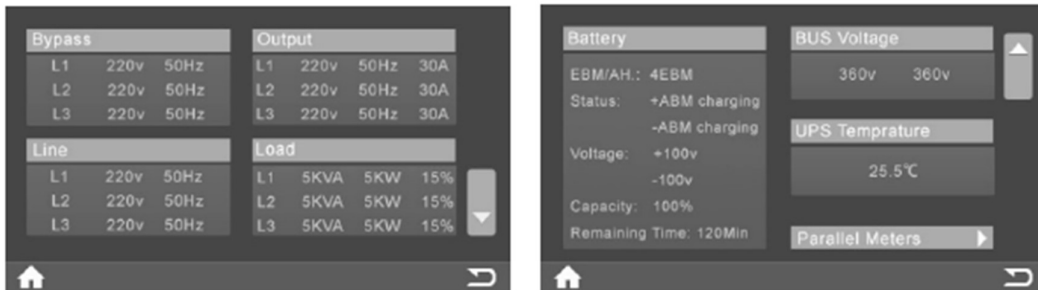 Bypass
L1 220v 50Hz
L2 220v 50Hz
L3 220v 50Hz
Output
L1 220v 50Hz 30A
L2 220v 50Hz 30A
L3 220v 50Hz 30A
Line
L1 220v 50Hz
L2 220v 50Hz
L3 220v 50Hz
Load
L1 5KVA 5KW 15%
L2 5KVA 5KW 15%
L3 5KVA 5KW 15%
Battery
EBM/AH.: 4EBM
Status: +ABM charging
-ABM charging
Voltage: +100v
-100v
Capacity: 100%
Remaining Time: 120Min
BUS Voltage
360v 360v
UPS Temprature
25.5℃
Parallel Meters